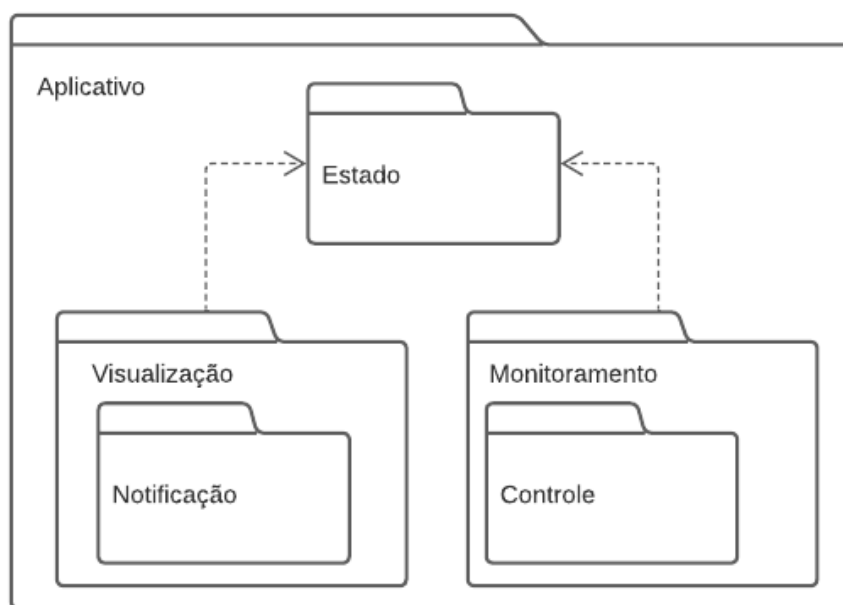 Aplicativo
Estado
Visualização
Monitoramento
Notificação
Controle